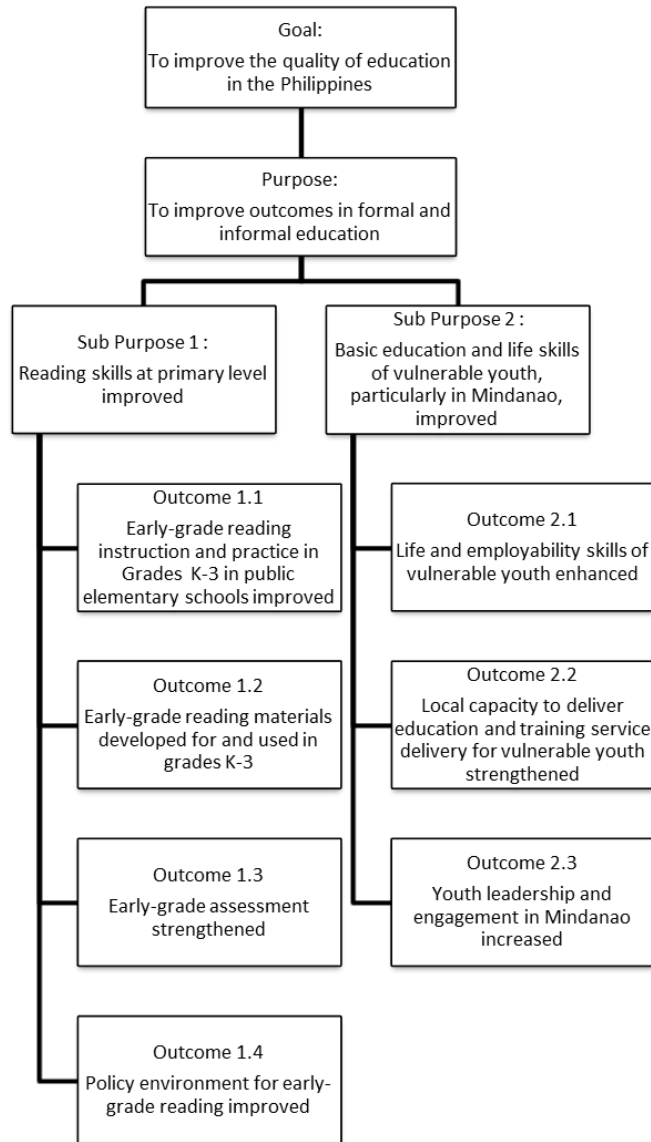 Goal:
To improve the quality of education
in the Philippines
Purpose:
To improve outcomes in formal and
informal education
Sub Purpose 1 :
Reading skills at primary level
improved
Sub Purpose 2 :
Basic education and life skills
of vulnerable youth,
particularly in Mindanao,
improved
Outcome 1.1
Early-grade reading
instruction and practice in
Grades K-3 in public
elementary schools improved
Outcome 1.2
Early-grade reading materials
developed for and used in
grades K-3
Outcome 1.3
Early-grade assessment
strengthened
Outcome 1.4
Policy environment for early-
grade reading improved
Outcome 2.1
Life and employability skills of
vulnerable youth enhanced
Outcome 2.2
Local capacity to deliver
education and training service
delivery for vulnerable youth
strengthened
Outcome 2.3
Youth leadership and
engagement in Mindanao
increased